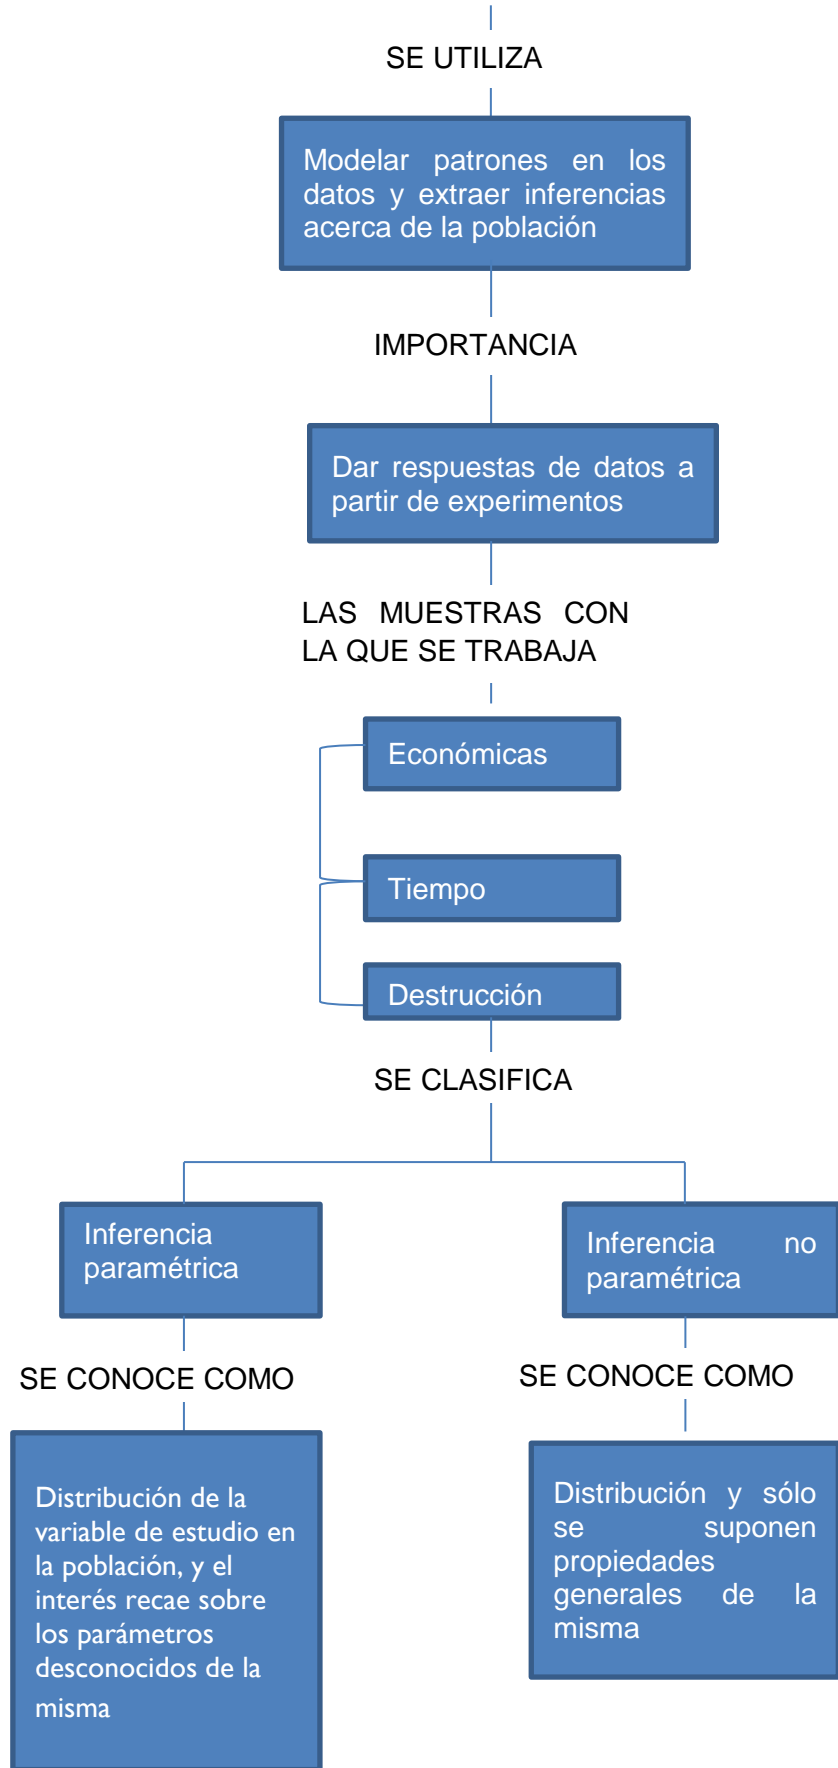 SE UTILIZA
Modelar patrones en los
datos y extraer inferencias
acerca de la población
IMPORTANCIA
Dar respuestas de datos a
partir de experimentos
LAS MUESTRAS CON
LA QUE SE TRABAJA
Económicas
Tiempo
Destrucción
SE CLASIFICA
Inferencia
paramétrica
Inferencia no
paramétrica
SE CONOCE COMO
SE CONOCE COMO
Distribución de la
variable de estudio en
la población, y el
interés recae sobre
los parámetros
desconocidos de la
misma
Distribución y sólo
se suponen
propiedades
generales de la
misma